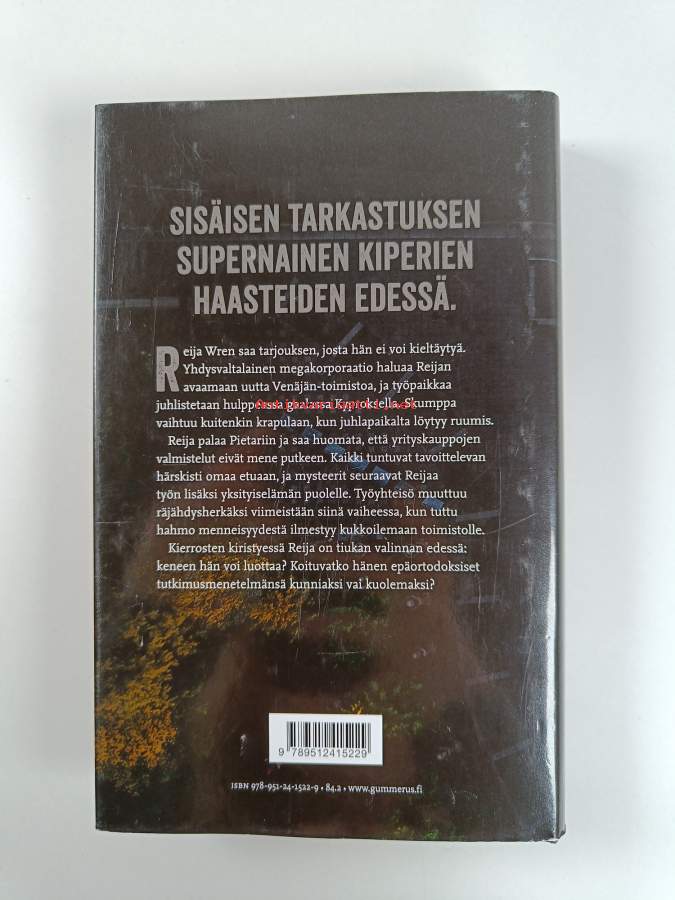 SISÄISEN TARKASTUKSEN
SUPERNAINEN KIPERIEN
HAASTEIDEN EDESSÄ.
Reija Wren saa tarjouksen, josta hän ei voi kieltäytyä.
Yhdysvaltalainen megakorporaatio haluaa Reijan
avaamaan uutta Venäjän-toimistoa, ja työpaikkaa
juhlistetaan hulppeassa gaalassa Kyproksella. Skumppa
vaihtuu kuitenkin krapulaan, kun juhlapaikalta löytyy ruumis.
Reija palaa Pietariin ja saa huomata, että yrityskauppojen
valmistelut eivät mene putkeen. Kaikki tuntuvat tavoittelevan
härskisti omaa etuaan, ja mysteerit seuraavat Reijaa
työn lisäksi yksityiselämän puolelle. Työyhteisö muuttuu
räjähdysherkäksi viimeistään siinä vaiheessa, kun tuttu
hahmo menneisyydestä ilmestyy kukkoilemaan toimistolle.
Kierrosten kiristyessä Reija on tiukan valinnan edessä:
keneen hän voi luottaa? Koituvatko hänen epäortodoksiset
tutkimusmenetelmänsä kunniaksi vai kuolemaksi?
9 789512415229
ISBN 978-951-24-1522-9 • 84.2 • www.gummerus.fi